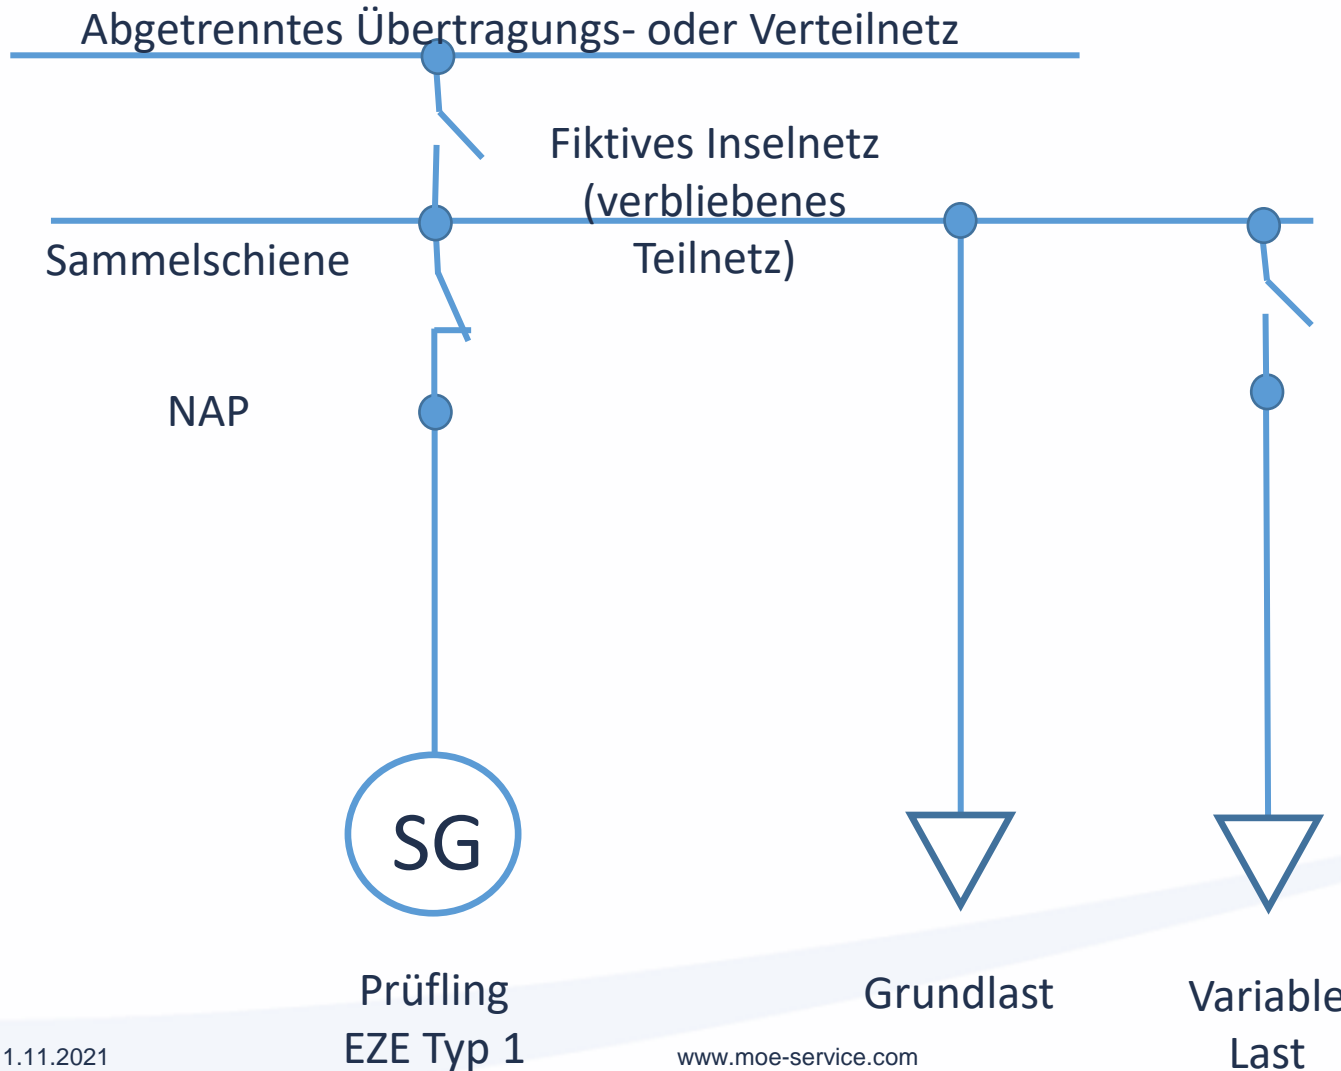 Abgetrenntes Übertragungs- oder Verteilnetz
Fiktives Inselnetz
(verbliebenes
Teilnetz)
Sammelschiene
NAP
SG
Prüfling
EZE Typ 1
Grundlast
Variable
Last
1.11.2021
www.moe-service.com